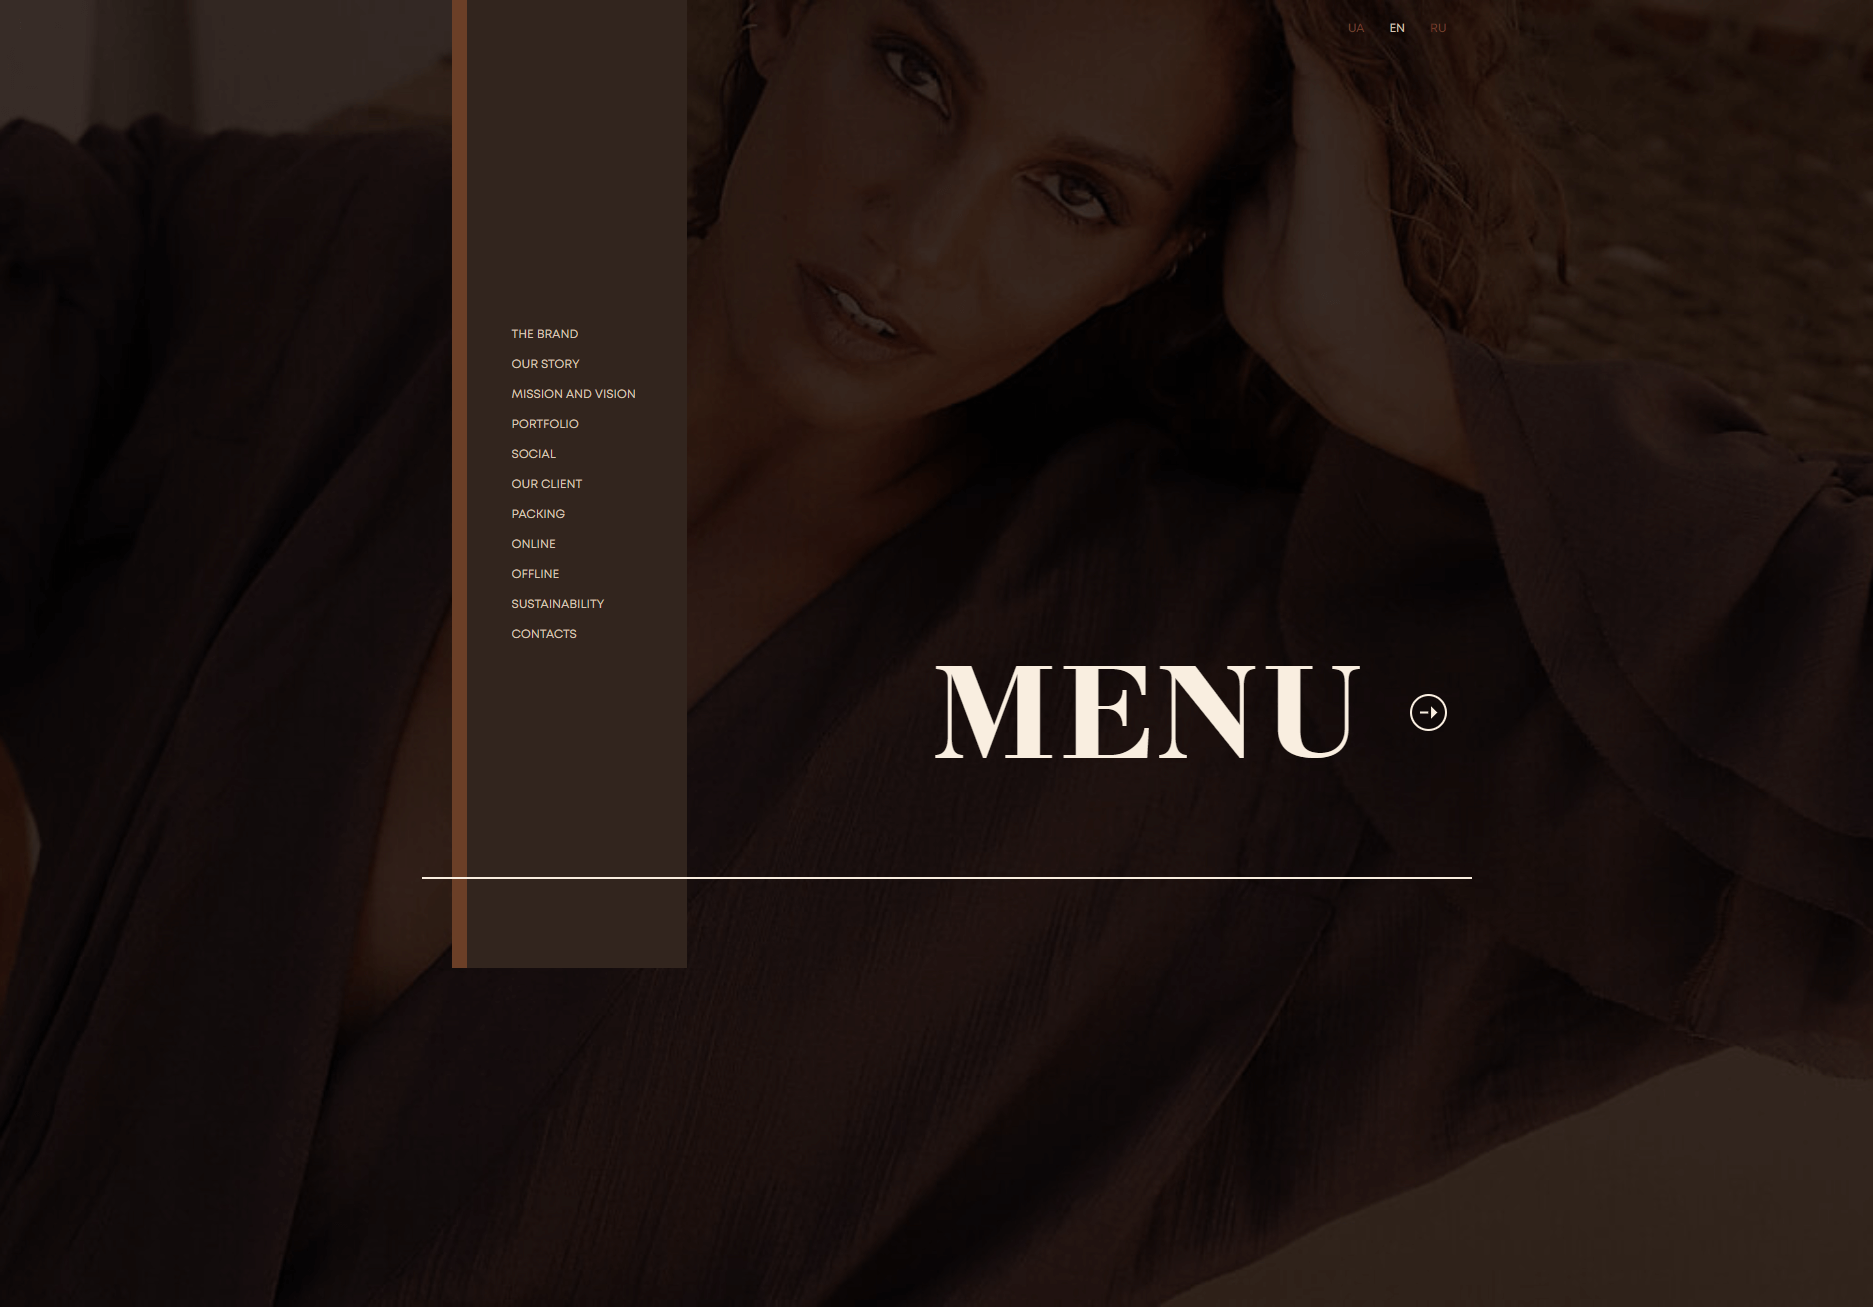 UA EN RU
THE BRAND
OUR STORY
MISSION AND VISION
PORTFOLIO
SOCIAL
OUR CLIENT
PACKING
ONLINE
OFFLINE
SUSTAINABILITY
CONTACTS
MENU